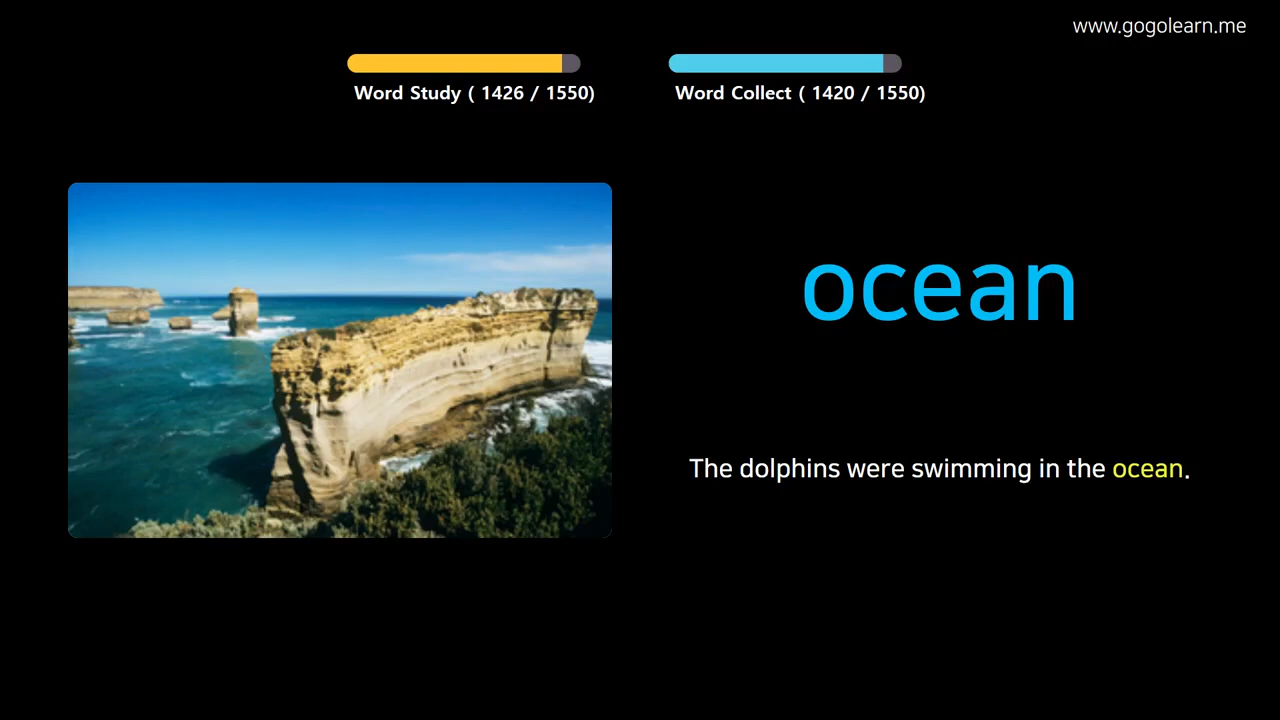 www.gogolearn.me
Word Study ( 1426 / 1550)
Word Collect ( 1420 / 1550)
ocean
The dolphins were swimming in the ocean.